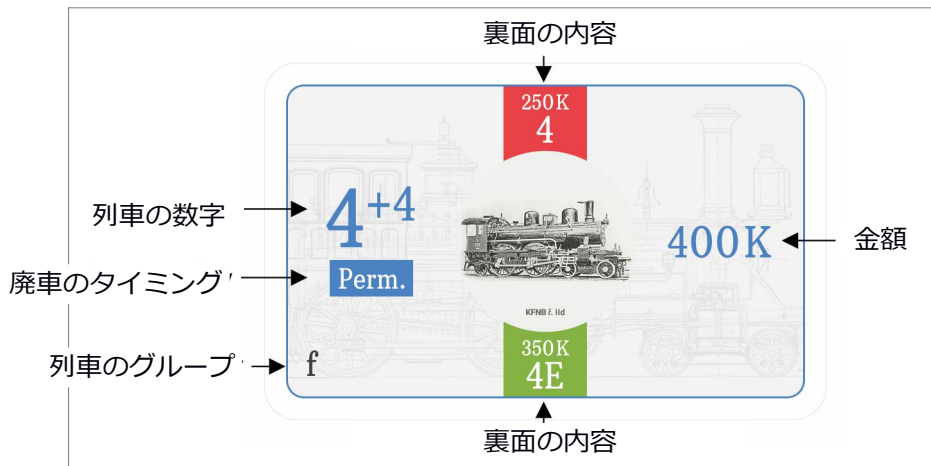 裏面の内容
250K
4
列車の数字
4+4
400K
金額
廃車のタイミング
Perm.
KFNB ř. IId
列車のグループ
f
350K
4E
裏面の内容